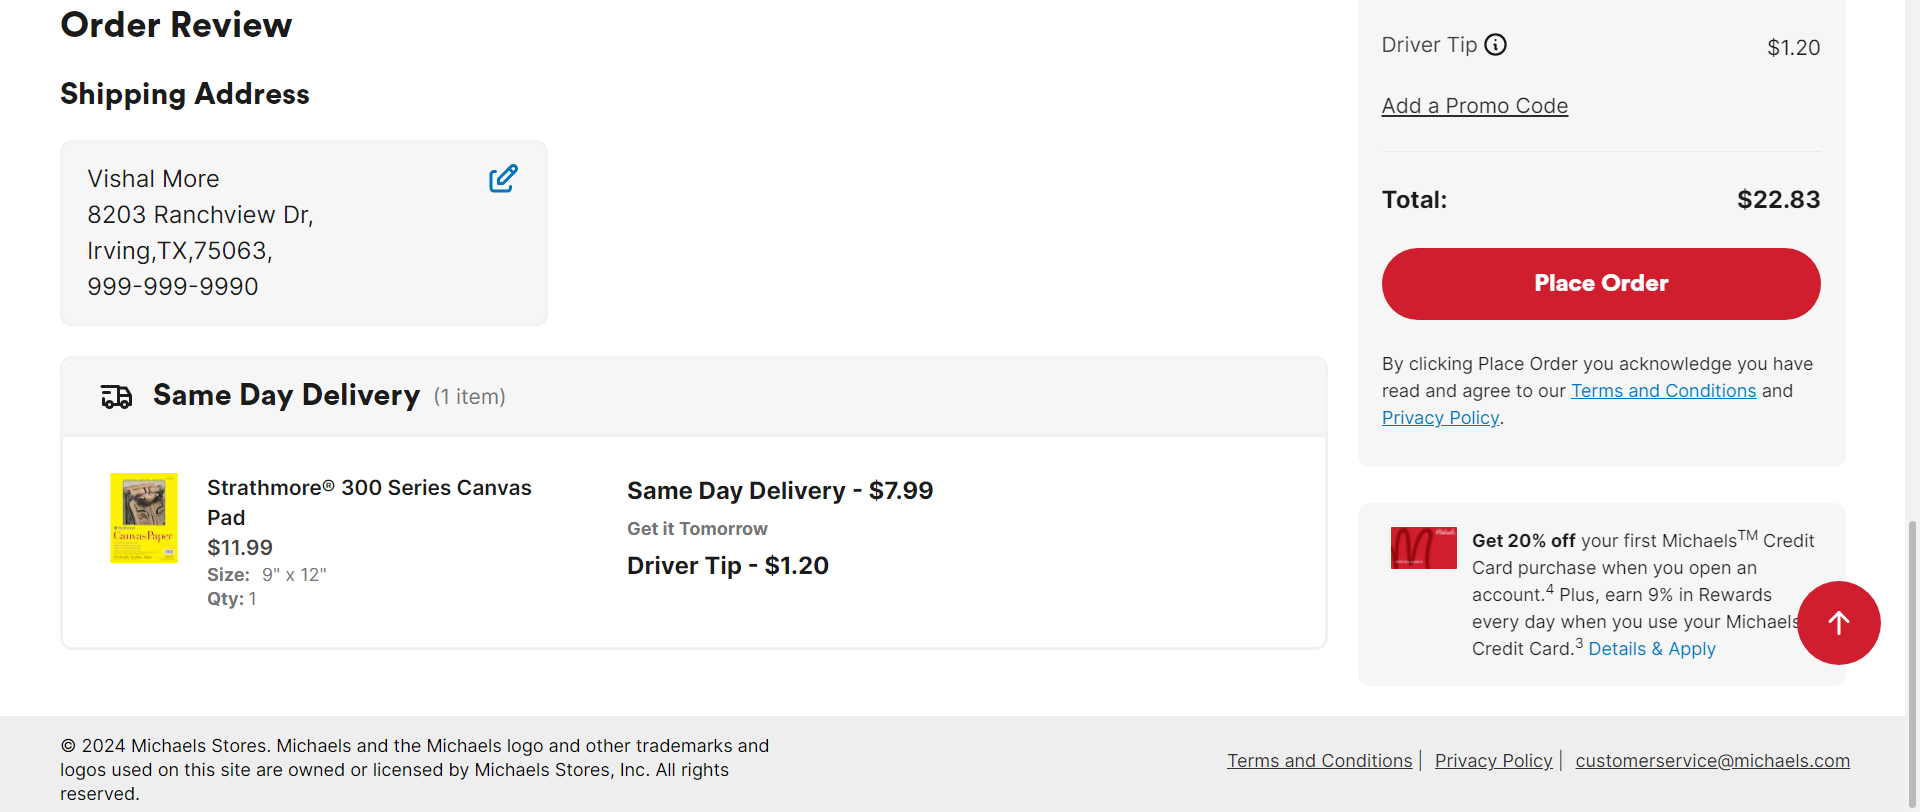 Order Review
Shipping Address
Vishal More
8203 Ranchview Dr,
Irving,TX,75063,
999-999-9990
Same Day Delivery (1 item)
Canvas Paper
Strathmore® 300 Series Canvas
Pad
$11.99
Size: 9" x 12"
Qty: 1
Same Day Delivery - $7.99
Get it Tomorrow
Driver Tip - $1.20
Driver Tip
$1.20
Add a Promo Code
Total: $22.83
Place Order
By clicking Place Order you acknowledge you have
read and agree to our Terms and Conditions and
Privacy Policy.
Get 20% off your first Michaels™ Credit
Card purchase when you open an
account.⁴ Plus, earn 9% in Rewards
every day when you use your Michaels
Credit Card.³ Details & Apply
© 2024 Michaels Stores. Michaels and the Michaels logo and other trademarks and
logos used on this site are owned or licensed by Michaels Stores, Inc. All rights
reserved.
Terms and Conditions | Privacy Policy | customerservice@michaels.com